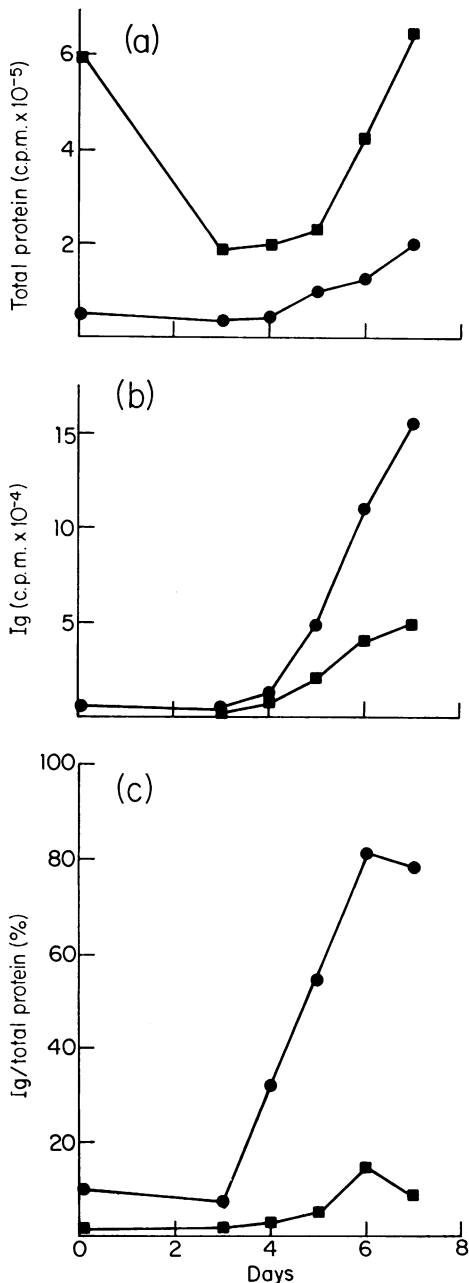 (a)
Total protein (c.p.m. x 10⁻⁵)
6
4
2
(b)
Ig (c.p.m. x 10⁻⁴)
15
10
5
(c)
Ig/total protein (%)
100
80
60
40
20
0 2 4 6 8
Days